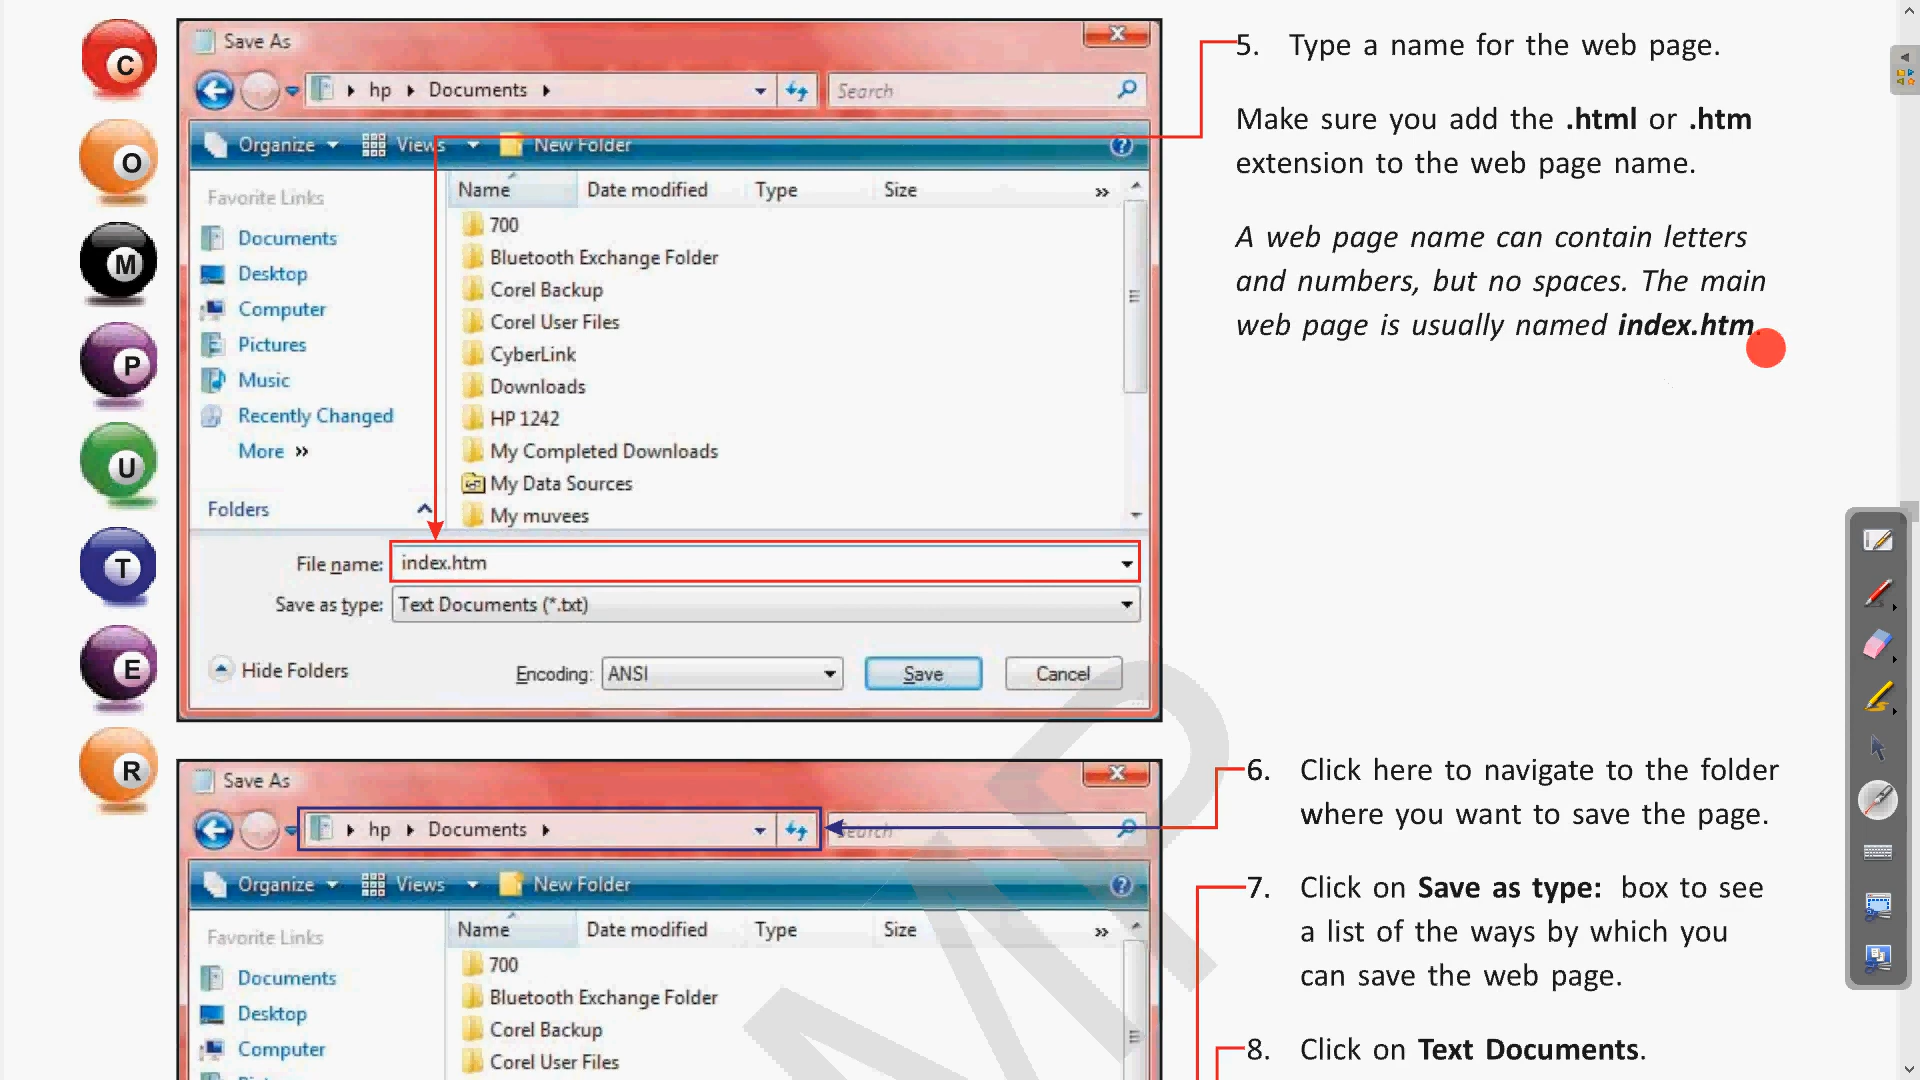 C
O
M
P
U
T
E
R
Save As
hp Documents
Search
Organize Views New Folder
Favorite Links
Documents
Desktop
Computer
Pictures
Music
Recently Changed
More »
Folders
Name Date modified Type Size »
700
Bluetooth Exchange Folder
Corel Backup
Corel User Files
CyberLink
Downloads
HP 1242
My Completed Downloads
My Data Sources
My muvees
File name: index.htm
Save as type: Text Documents (*.txt)
Hide Folders Encoding: ANSI Save Cancel
5. Type a name for the web page.
Make sure you add the .html or .htm
extension to the web page name.
A web page name can contain letters
and numbers, but no spaces. The main
web page is usually named index.htm.
Save As
hp Documents
Search
Organize Views New Folder
Favorite Links
Documents
Desktop
Computer
Name Date modified Type Size »
700
Bluetooth Exchange Folder
Corel Backup
Corel User Files
6. Click here to navigate to the folder
where you want to save the page.
7. Click on Save as type: box to see
a list of the ways by which you
can save the web page.
8. Click on Text Documents.